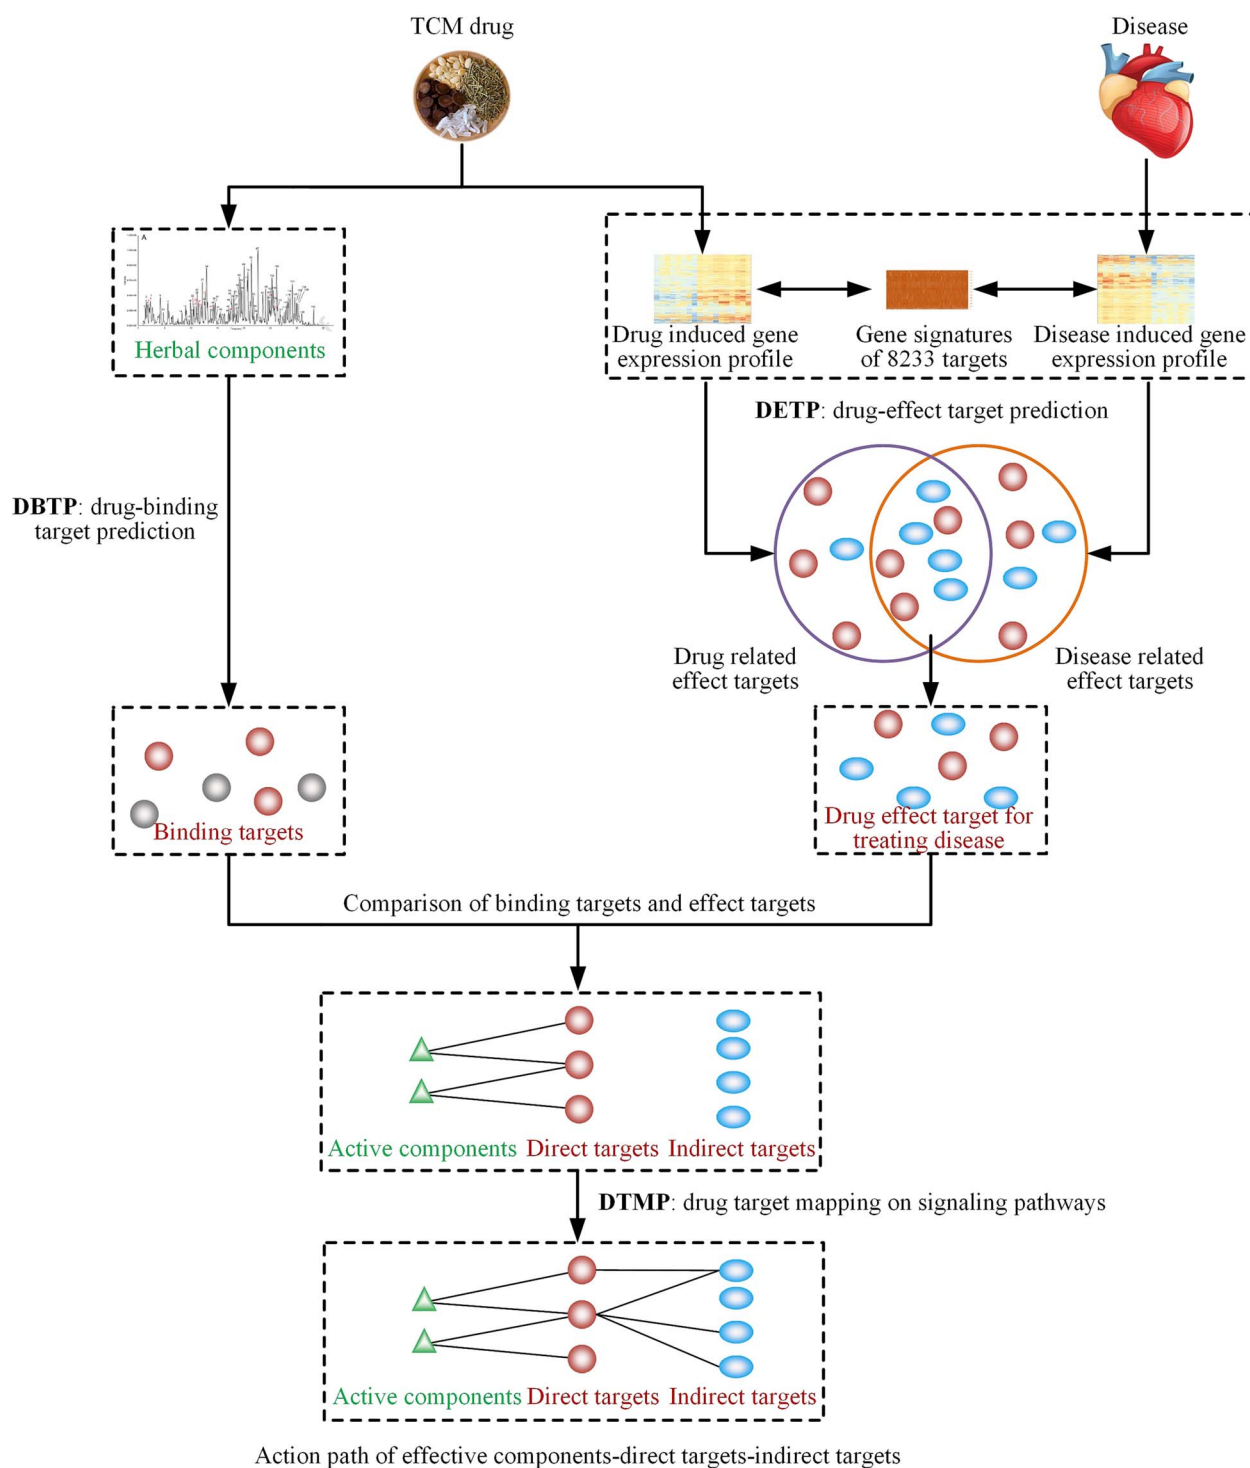 TCM drug
Disease
A
Herbal components
Drug induced gene
expression profile
Gene signatures
of 8233 targets
Disease induced gene
expression profile
DETP: drug-effect target prediction
DBTP: drug-binding
target prediction
Drug related
effect targets
Disease related
effect targets
Binding targets
Drug effect target for
treating disease
Comparison of binding targets and effect targets
Active components
Direct targets
Indirect targets
DTMP: drug target mapping on signaling pathways
Active components
Direct targets
Indirect targets
Action path of effective components-direct targets-indirect targets